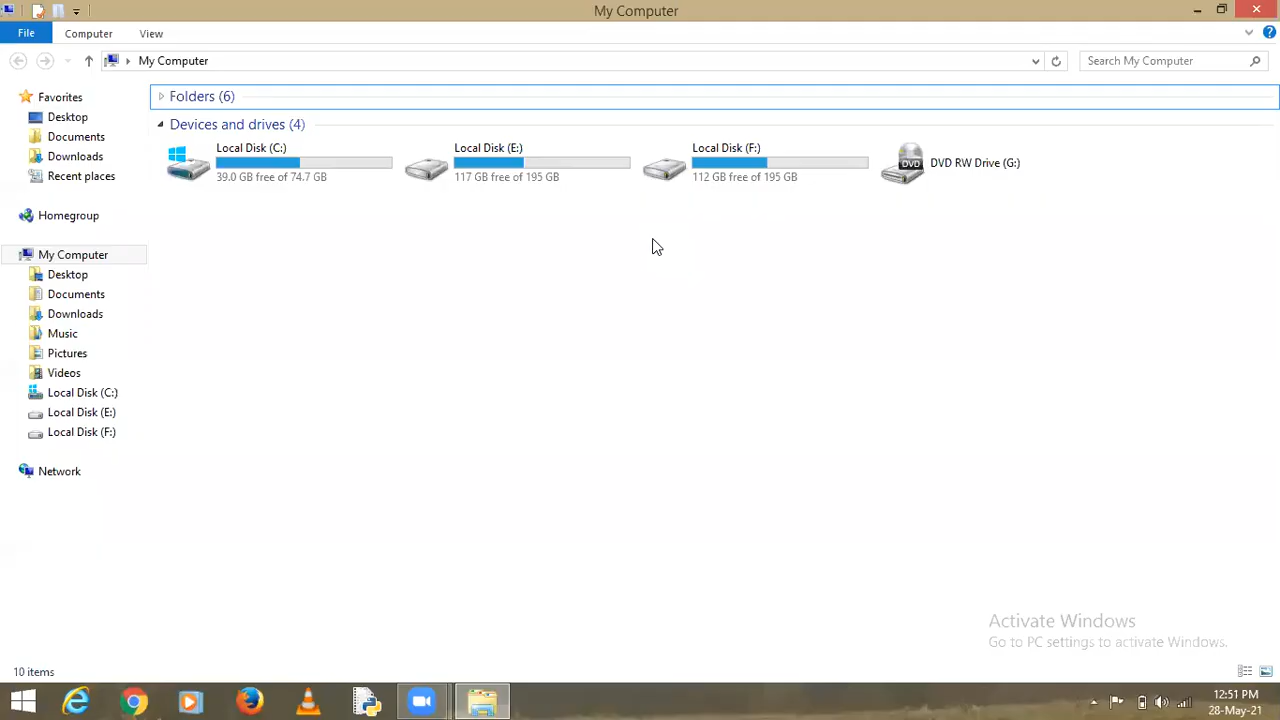 My Computer
File
Computer
View
My Computer
Search My Computer
Favorites
Desktop
Documents
Downloads
Recent places
Homegroup
My Computer
Desktop
Documents
Downloads
Music
Pictures
Videos
Local Disk (C:)
Local Disk (E:)
Local Disk (F:)
Network
Folders (6)
Devices and drives (4)
Local Disk (C:)
39.0 GB free of 74.7 GB
Local Disk (E:)
117 GB free of 195 GB
Local Disk (F:)
112 GB free of 195 GB
DVD
DVD RW Drive (G:)
Activate Windows
Go to PC settings to activate Windows.
10 items
12:51 PM
28-May-21